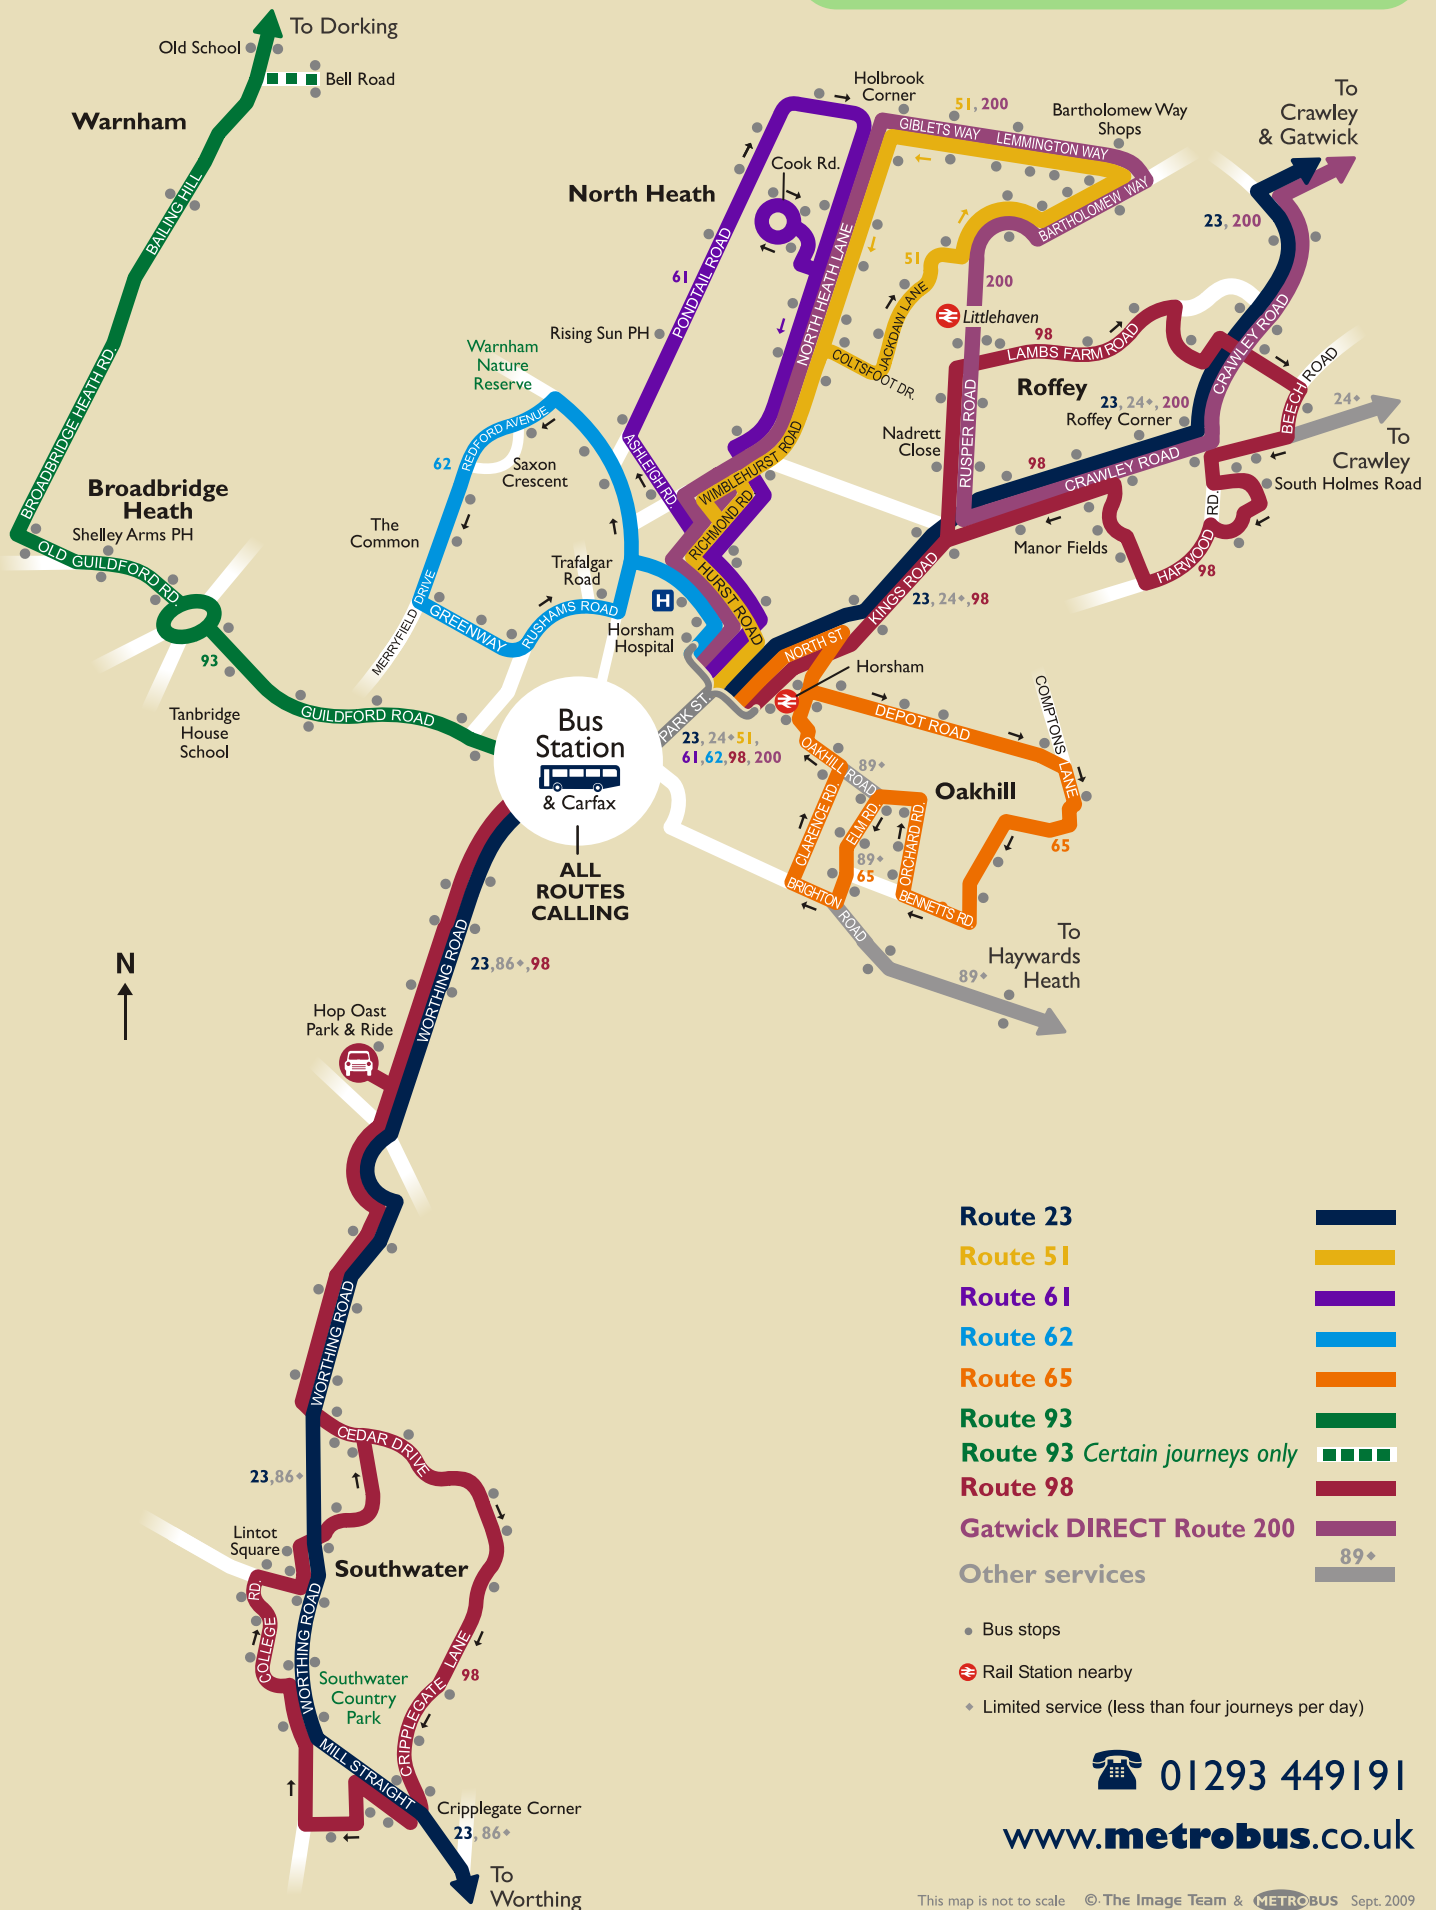 To Dorking
Old School
Bell Road
Warnham
BAILING HILL
BROADBRIDGE HEATH RD.
Broadbridge
Heath
Shelley Arms PH
OLD GUILDFORD RD.
93
Tanbridge
House
School
GUILDFORD ROAD
Holbrook
Corner
51, 200
GIBLETS WAY
LEMMINGTON WAY
Bartholomew Way
Shops
BARTHOLOMEW WAY
To
Crawley
& Gatwick
23, 200
North Heath
Cook Rd.
61
PONDTAIL ROAD
NORTH HEATH LANE
51
JACKDAW LANE
COLTSFOOT DR.
200
Littlehaven
Rising Sun PH
Warnham
Nature
Reserve
REDFORD AVENUE
62
Saxon
Crescent
The
Common
ASHLEIGH RD.
WIMBLEHURST ROAD
RICHMOND RD.
HURST ROAD
Trafalgar
Road
DRIVE
MERRYFIELD
GREENWAY
RUSHAMS ROAD
H
Horsham
Hospital
98
LAMBS FARM ROAD
Roffey
23, 24, 200
Roffey Corner
CRAWLEY ROAD
BEECH ROAD
24
To
Crawley
Nadrett
Close
RUSPER ROAD
98
CRAWLEY ROAD
South Holmes Road
HARWOOD RD.
98
Manor Fields
KINGS ROAD
23, 24, 98
NORTH ST
Horsham
PARK ST.
23, 24 51,
61,62,98, 200
Bus
Station
& Carfax
ALL
ROUTES
CALLING
DEPOT ROAD
COMPTONS LANE
OAKHILL ROAD
89
Oakhill
CLARENCE RD.
ELM RD.
ORCHARD RD.
89
65
65
BRIGHTON ROAD
BENNETTS RD.
To
Haywards
Heath
89
N
WORTHING ROAD
23,86,98
Hop Oast
Park & Ride
WORTHING ROAD
CEDAR DRIVE
23,86
Lintot
Square
Southwater
COLLEGE RD.
WORTHING ROAD
Southwater
Country
Park
CRIPPLEGATE LANE
98
MILL STRAIGHT
Cripplegate Corner
23, 86
To
Worthing
Route 23
Route 51
Route 61
Route 62
Route 65
Route 93
Route 93 Certain journeys only
Route 98
Gatwick DIRECT Route 200
89
Other services
Bus stops
Rail Station nearby
Limited service (less than four journeys per day)
01293 449191
www.metrobus.co.uk
This map is not to scale © The Image Team & METROBUS Sept. 2009